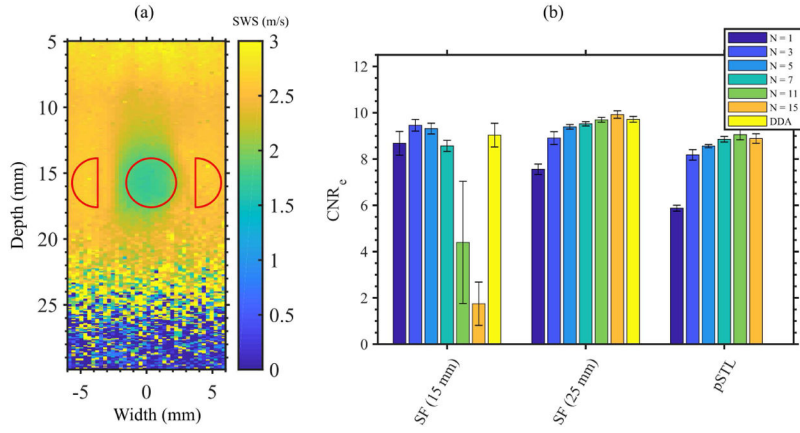 (a)
(b)
SWS (m/s)
5
10
15
20
25
Depth (mm)
-5
0
5
Width (mm)
3
2.5
2
1.5
1
0.5
0
12
10
8
6
4
2
0
CNRe
N = 1
N = 3
N = 5
N = 7
N = 11
N = 15
DDA
SF (15 mm)
SF (25 mm)
pSTL